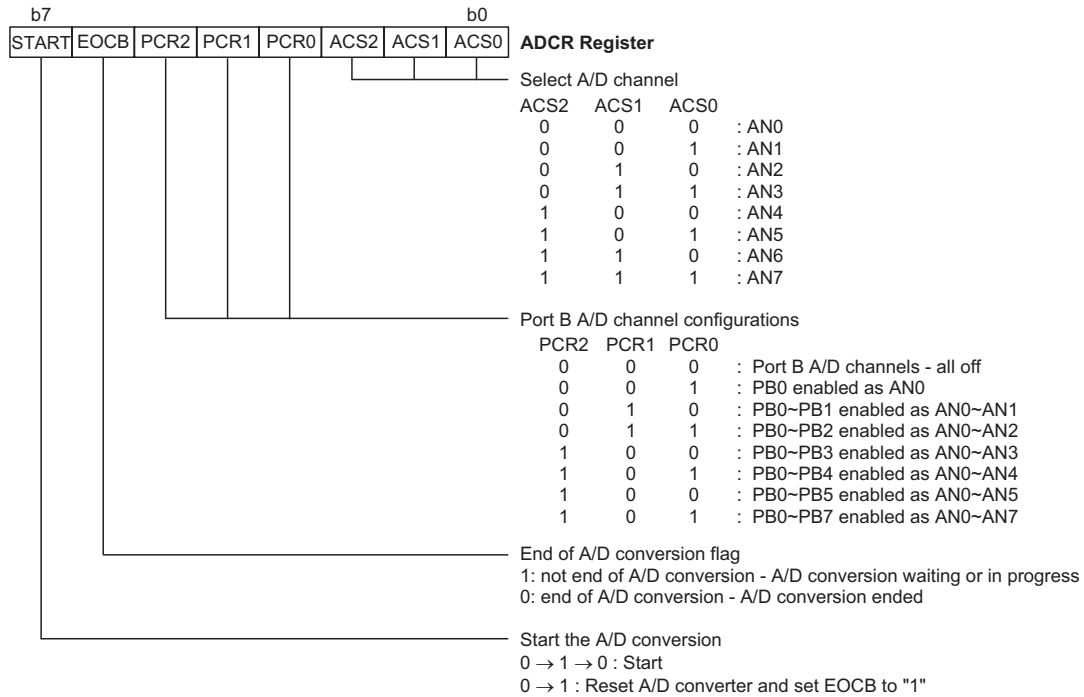 b7 b0
START EOCB PCR2 PCR1 PCR0 ACS2 ACS1 ACS0 ADCR Register
Select A/D channel
ACS2 ACS1 ACS0
0 0 0 : AN0
0 0 1 : AN1
0 1 0 : AN2
0 1 1 : AN3
1 0 0 : AN4
1 0 1 : AN5
1 1 0 : AN6
1 1 1 : AN7
Port B A/D channel configurations
PCR2 PCR1 PCR0
0 0 0 : Port B A/D channels - all off
0 0 1 : PB0 enabled as AN0
0 1 0 : PB0~PB1 enabled as AN0~AN1
0 1 1 : PB0~PB2 enabled as AN0~AN2
1 0 0 : PB0~PB3 enabled as AN0~AN3
1 0 1 : PB0~PB4 enabled as AN0~AN4
1 0 0 : PB0~PB5 enabled as AN0~AN5
1 0 1 : PB0~PB7 enabled as AN0~AN7
End of A/D conversion flag
1: not end of A/D conversion - A/D conversion waiting or in progress
0: end of A/D conversion - A/D conversion ended
Start the A/D conversion
0 → 1 → 0 : Start
0 → 1 : Reset A/D converter and set EOCB to "1"